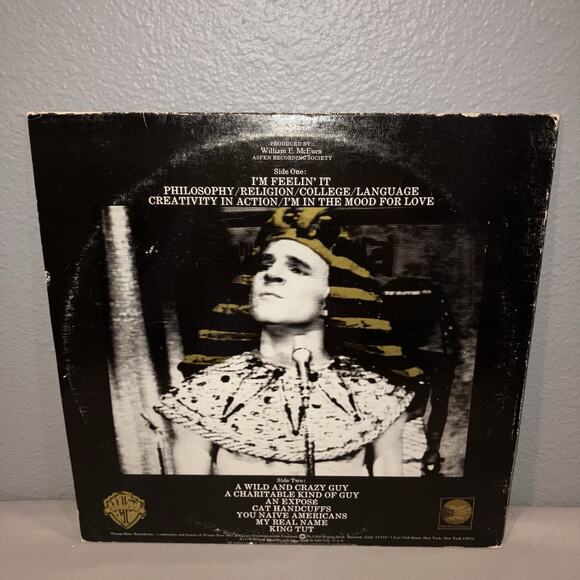 PRODUCED BY
William E. McEuen
ASPEN RECORDING SOCIETY
Side One:
I'M FEELIN' IT
PHILOSOPHY/RELIGION/COLLEGE/LANGUAGE
CREATIVITY IN ACTION/I'M IN THE MOOD FOR LOVE
Side Two:
A WILD AND CRAZY GUY
A CHARITABLE KIND OF GUY
AN EXPOSÉ
CAT HANDCUFFS
YOU NAIVE AMERICANS
MY REAL NAME
KING TUT